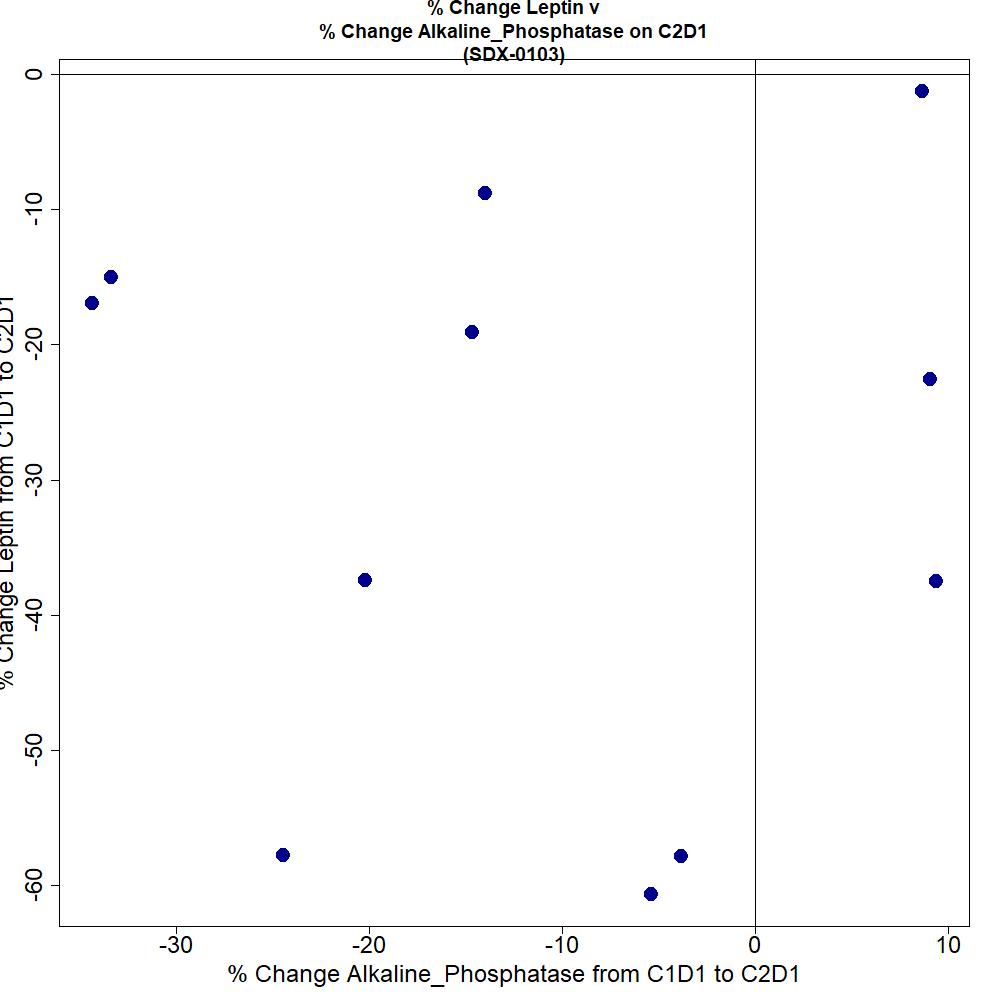 % Change Leptin v
% Change Alkaline_Phosphatase on C2D1
(SDX-0103)
% Change Leptin from C1D1 to C2D1
0
-10
-20
-30
-40
-50
-60
-30
-20
-10
0
10
% Change Alkaline_Phosphatase from C1D1 to C2D1